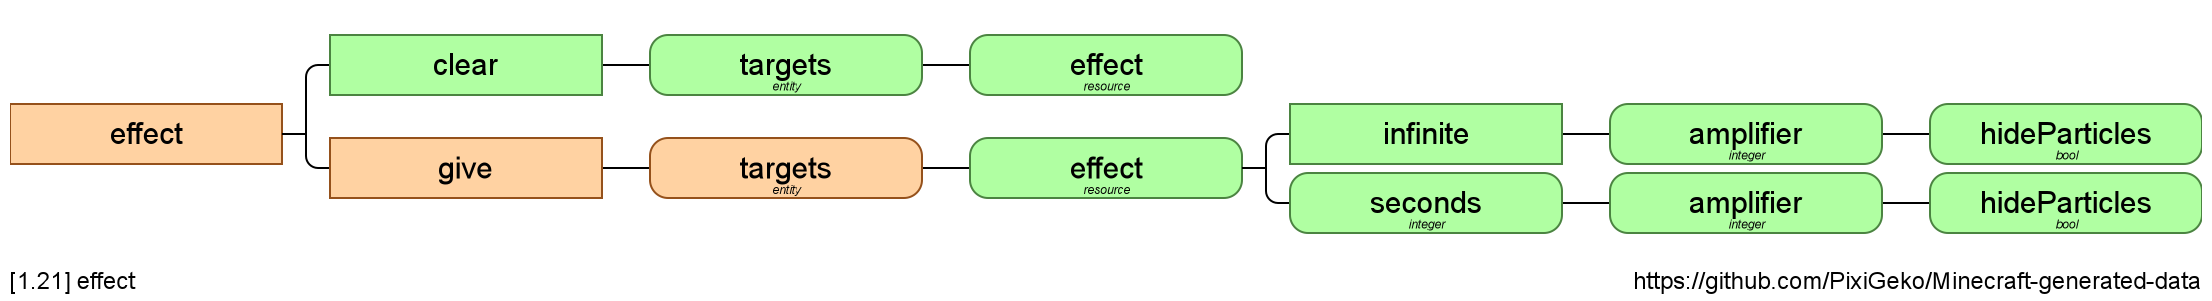 effect
clear
targets
entity
effect
resource
give
targets
entity
effect
resource
infinite
amplifier
integer
hideParticles
bool
seconds
integer
amplifier
integer
hideParticles
bool
[1.21] effect
https://github.com/PixiGeko/Minecraft-generated-data